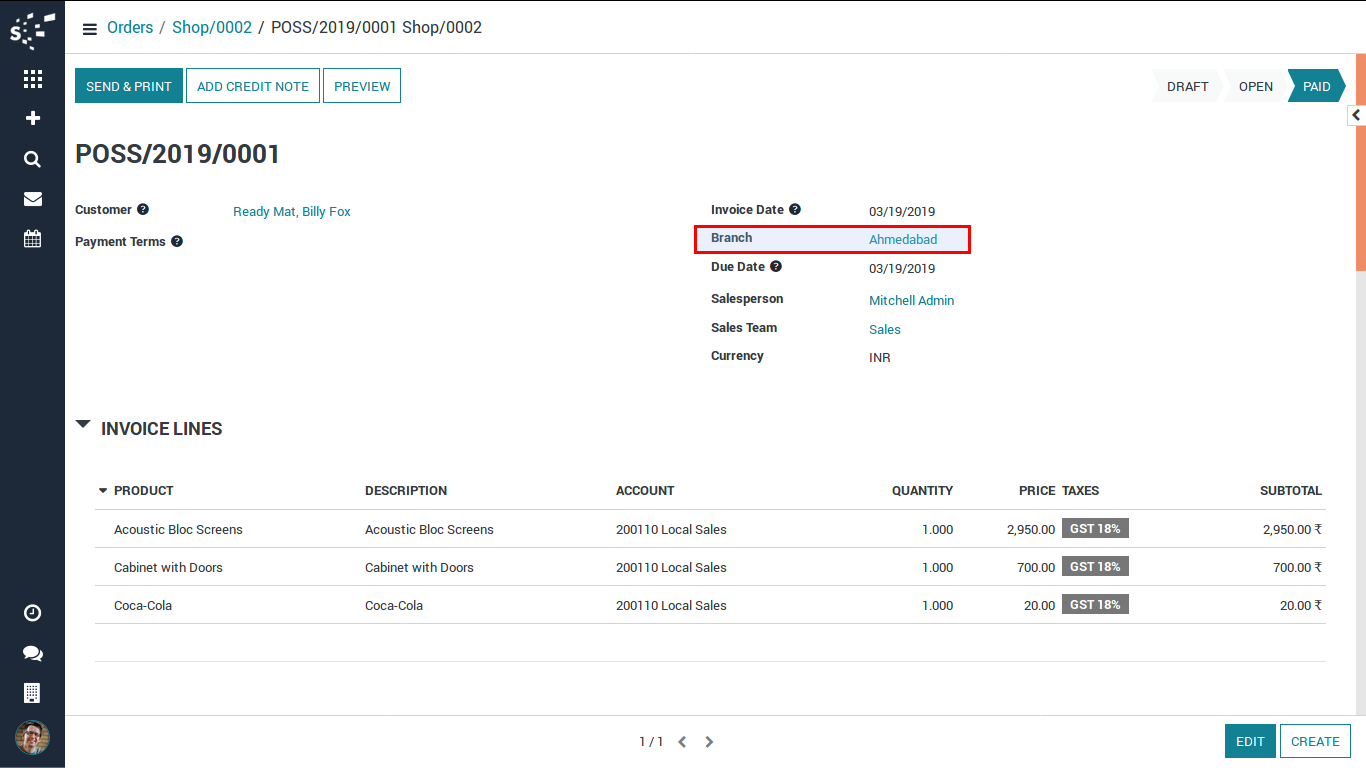 S
Orders / Shop/0002 / POSS/2019/0001 Shop/0002
SEND & PRINT ADD CREDIT NOTE PREVIEW DRAFT OPEN PAID
POSS/2019/0001
Customer Ready Mat, Billy Fox
Payment Terms
Invoice Date 03/19/2019
Branch Ahmedabad
Due Date 03/19/2019
Salesperson Mitchell Admin
Sales Team Sales
Currency INR
INVOICE LINES
PRODUCT DESCRIPTION ACCOUNT QUANTITY PRICE TAXES SUBTOTAL
Acoustic Bloc Screens Acoustic Bloc Screens 200110 Local Sales 1.000 2,950.00 GST 18% 2,950.00 ₹
Cabinet with Doors Cabinet with Doors 200110 Local Sales 1.000 700.00 GST 18% 700.00 ₹
Coca-Cola Coca-Cola 200110 Local Sales 1.000 20.00 GST 18% 20.00 ₹
1 / 1 EDIT CREATE